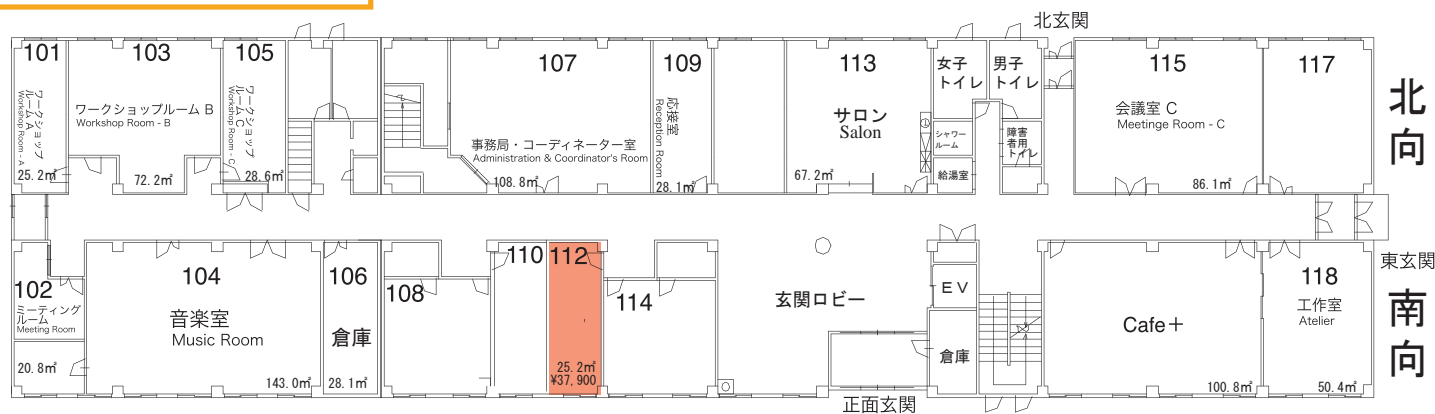 北玄関
101
ワークショップ
ルーム A
Workshop Room - A
25.2㎡
103
ワークショップルーム B
Workshop Room - B
72.2㎡
105
ワークショップ
ルーム C
Workshop Room - C
28.6㎡
107
事務局・コーディネーター室
Administration & Coordinator's Room
108.8㎡
109
応接室
Reception Room
28.1㎡
113
サロン
Salon
67.2㎡
女子
トイレ
男子
トイレ
シャワー
ルーム
給湯室
障害
者用
トイレ
115
会議室 C
Meetinge Room - C
86.1㎡
117
北向
102
ミーティング
ルーム
Meeting Room
20.8㎡
104
音楽室
Music Room
143.0㎡
106
倉庫
28.1㎡
108
110
112
25.2㎡
¥37,900
114
玄関ロビー
正面玄関
EV
倉庫
Cafe+
100.8㎡
118
工作室
Atelier
50.4㎡
東玄関
南向